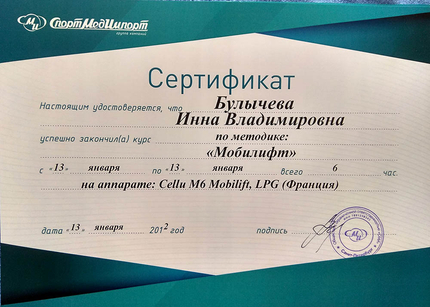 СпортМедИмпорт
группа компаний
Сертификат
Настоящим удостоверяется, что Булычева
Инна Владимировна
успешно закончил(а) курс по методике:
«Мобилифт»
с «13» января по «13» января всего 6 час.
на аппарате: Cellu M6 Mobilift, LPG (Франция)
дата «13» января 2012 год подпись